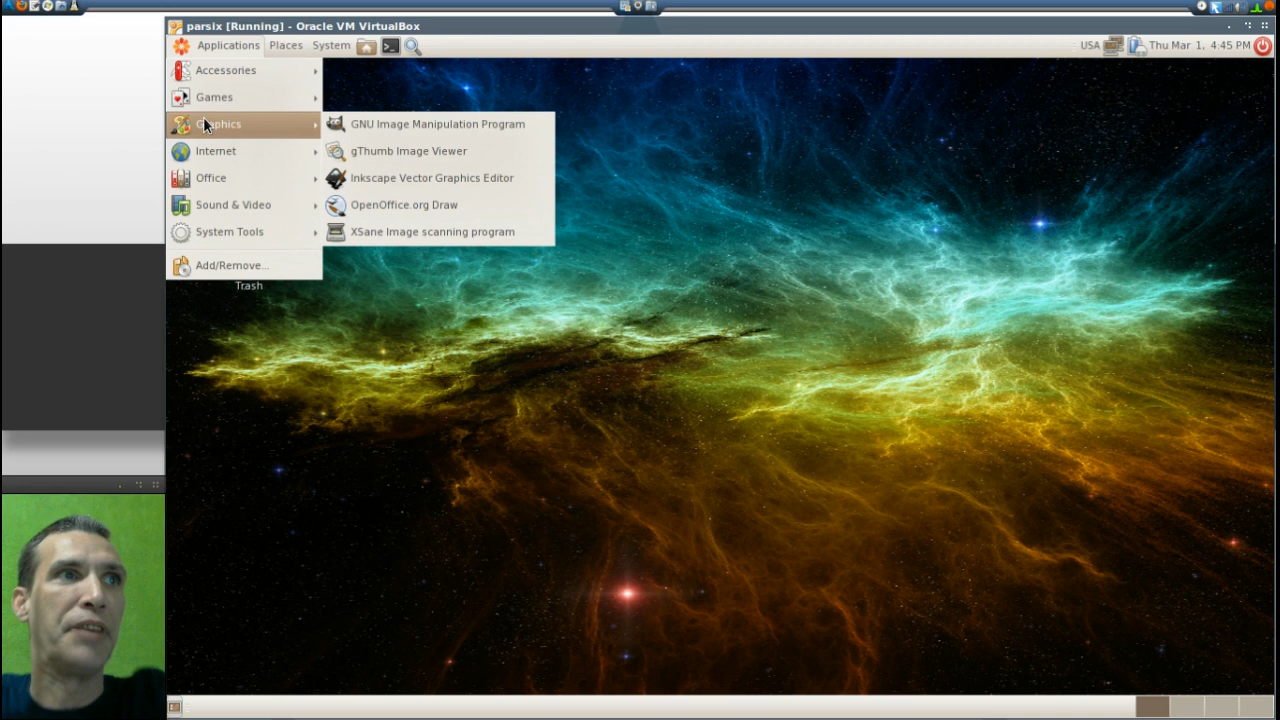 parsix [Running] - Oracle VM VirtualBox
Applications Places System USA Thu Mar 1, 4:45 PM
Accessories
Games
Graphics
Internet
Office
Sound & Video
System Tools
Add/Remove...
GNU Image Manipulation Program
gThumb Image Viewer
Inkscape Vector Graphics Editor
OpenOffice.org Draw
XSane Image scanning program
Trash